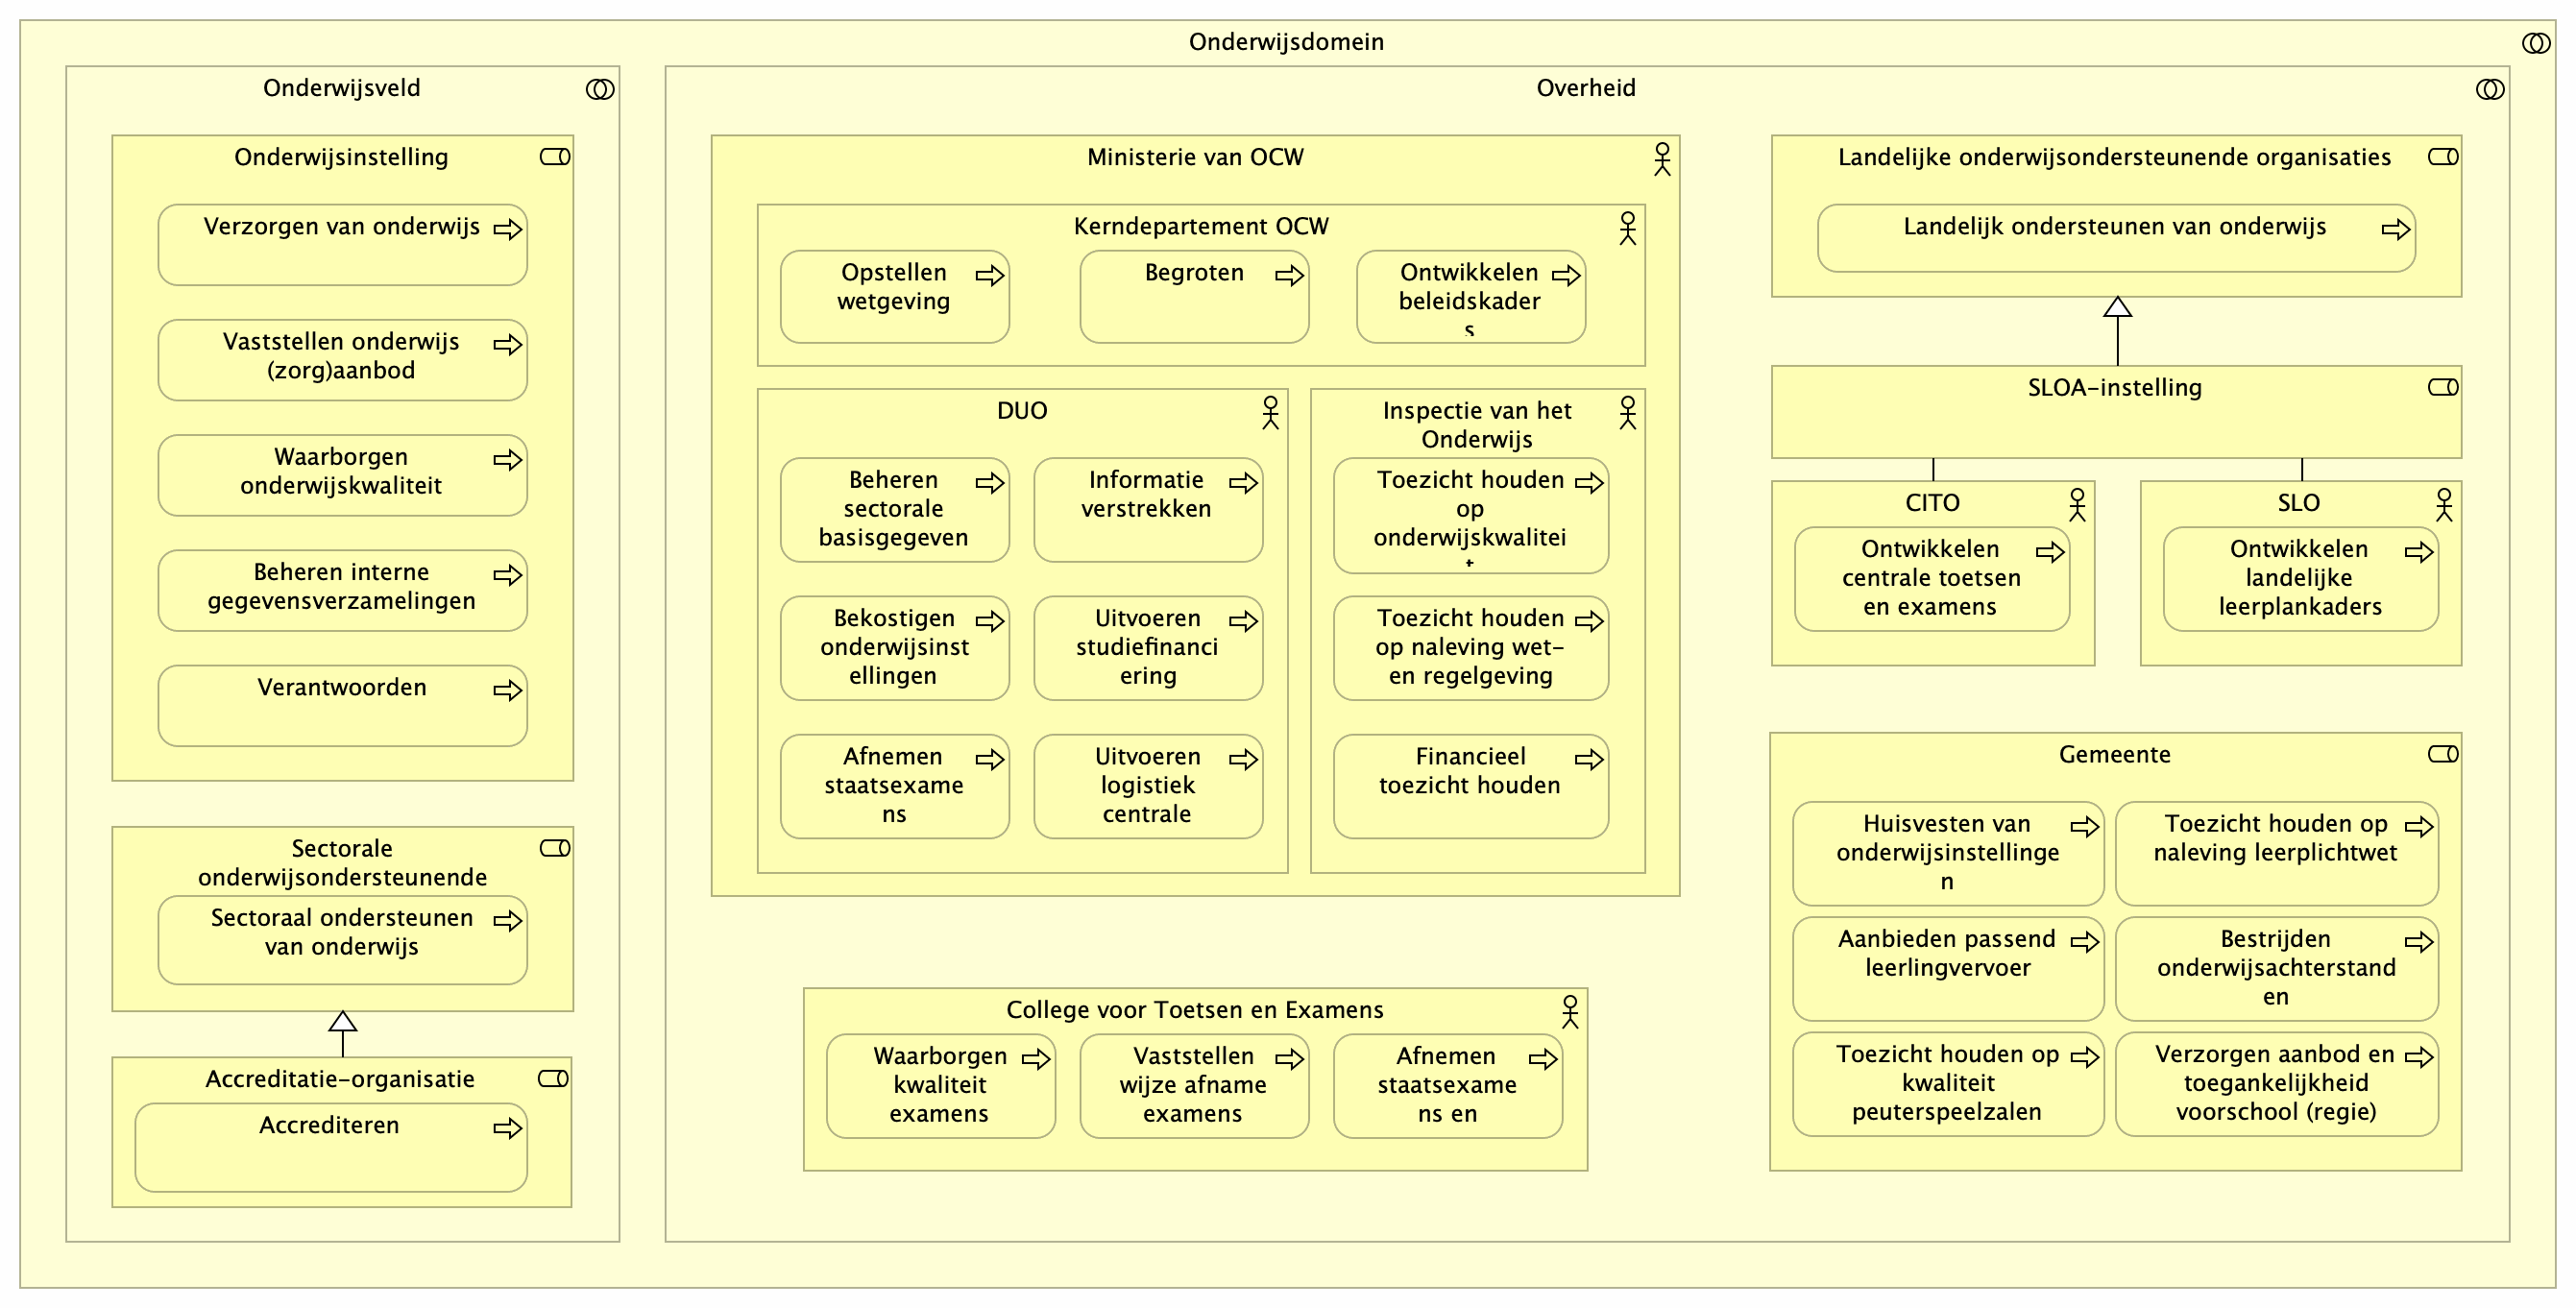 Onderwijsdomein
Onderwijsveld
Onderwijsinstelling
Verzorgen van onderwijs
Vaststellen onderwijs
(zorg)aanbod
Waarborgen
onderwijskwaliteit
Beheren interne
gegevensverzamelingen
Verantwoorden
Sectorale
onderwijsondersteunende
Sectoraal ondersteunen
van onderwijs
Accreditatie-organisatie
Accrediteren
Overheid
Ministerie van OCW
Kerndepartement OCW
Opstellen
wetgeving
Begroten
Ontwikkelen
beleidskader
s
DUO
Beheren
sectorale
basisgegeven
Informatie
verstrekken
Bekostigen
onderwijsinst
ellingen
Uitvoeren
studiefinanci
ering
Afnemen
staatsexame
ns
Uitvoeren
logistiek
centrale
Inspectie van het
Onderwijs
Toezicht houden
op
onderwijskwalitei
t
Toezicht houden
op naleving wet-
en regelgeving
Financieel
toezicht houden
College voor Toetsen en Examens
Waarborgen
kwaliteit
examens
Vaststellen
wijze afname
examens
Afnemen
staatsexame
ns en
Landelijke onderwijsondersteunende organisaties
Landelijk ondersteunen van onderwijs
SLOA-instelling
CITO
Ontwikkelen
centrale toetsen
en examens
SLO
Ontwikkelen
landelijke
leerplankaders
Gemeente
Huisvesten van
onderwijsinstellinge
n
Toezicht houden op
naleving leerplichtwet
Aanbieden passend
leerlingvervoer
Bestrijden
onderwijsachterstand
en
Toezicht houden op
kwaliteit
peuterspeelzalen
Verzorgen aanbod en
toegankelijkheid
voorschool (regie)